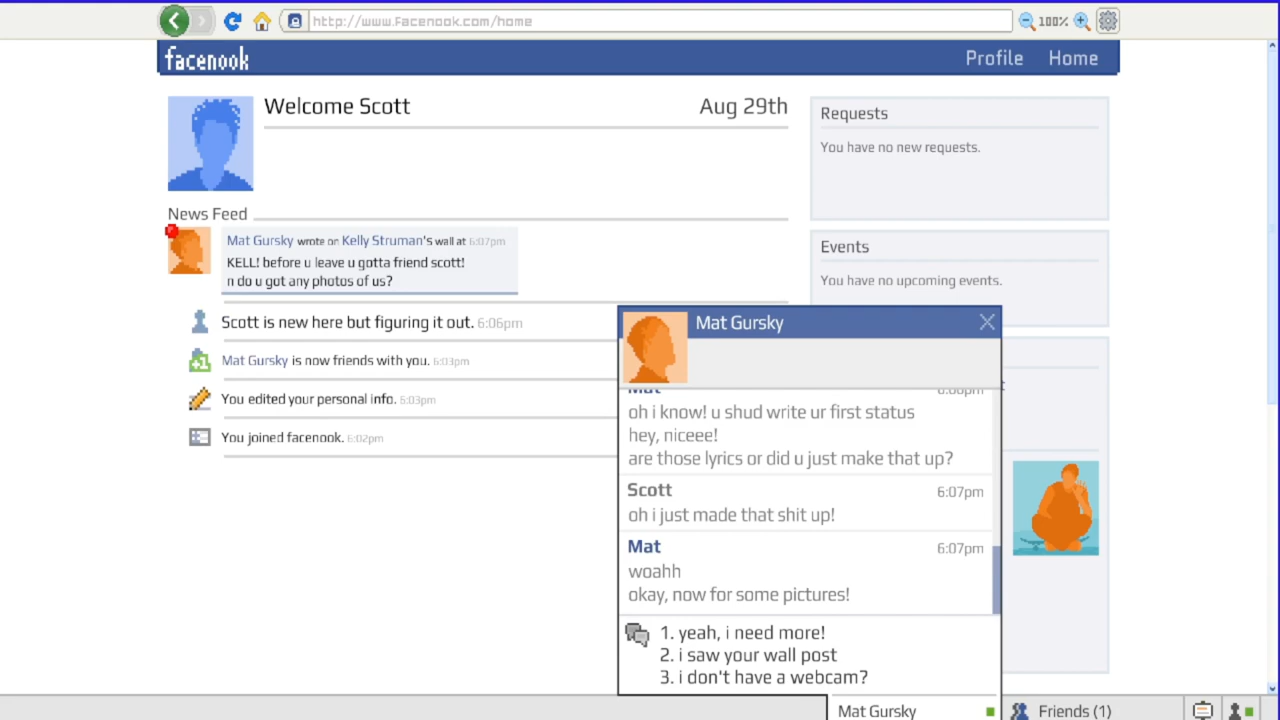 http://www.Facenook.com/home
100%
facenook
Profile
Home
Welcome Scott
Aug 29th
Requests
You have no new requests.
News Feed
Mat Gursky wrote on Kelly Struman's wall at 6:07pm
KELL! before u leave u gotta friend scott!
n do u got any photos of us?
Events
You have no upcoming events.
Scott is new here but figuring it out. 6:06pm
Mat Gursky is now friends with you. 6:03pm
You edited your personal info. 6:03pm
You joined facenook. 6:02pm
Mat Gursky
Mat 6:06pm
oh i know! u shud write ur first status
hey, niceee!
are those lyrics or did u just make that up?
Scott 6:07pm
oh i just made that shit up!
Mat 6:07pm
woahh
okay, now for some pictures!
1. yeah, i need more!
2. i saw your wall post
3. i don't have a webcam?
Mat Gursky
Friends (1)